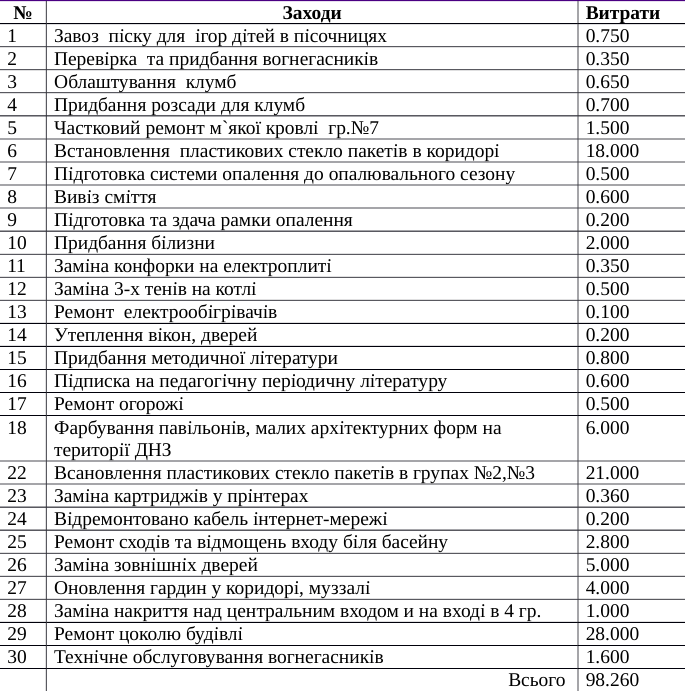 № Заходи Витрати
1 Завоз піску для ігор дітей в пісочницях 0.750
2 Перевірка та придбання вогнегасників 0.350
3 Облаштування клумб 0.650
4 Придбання розсади для клумб 0.700
5 Частковий ремонт м`якої кровлі гр.№7 1.500
6 Встановлення пластикових стекло пакетів в коридорі 18.000
7 Підготовка системи опалення до опалювального сезону 0.500
8 Вивіз сміття 0.600
9 Підготовка та здача рамки опалення 0.200
10 Придбання білизни 2.000
11 Заміна конфорки на електроплиті 0.350
12 Заміна 3-х тенів на котлі 0.500
13 Ремонт електрообігрівачів 0.100
14 Утеплення вікон, дверей 0.200
15 Придбання методичної літератури 0.800
16 Підписка на педагогічну періодичну літературу 0.600
17 Ремонт огорожі 0.500
18 Фарбування павільонів, малих архітектурних форм на 6.000
території ДНЗ
22 Всановлення пластикових стекло пакетів в групах №2,№3 21.000
23 Заміна картриджів у прінтерах 0.360
24 Відремонтовано кабель інтернет-мережі 0.200
25 Ремонт сходів та відмощень входу біля басейну 2.800
26 Заміна зовнішніх дверей 5.000
27 Оновлення гардин у коридорі, муззалі 4.000
28 Заміна накриття над центральним входом и на вході в 4 гр. 1.000
29 Ремонт цоколю будівлі 28.000
30 Технічне обслуговування вогнегасників 1.600
Всього 98.260